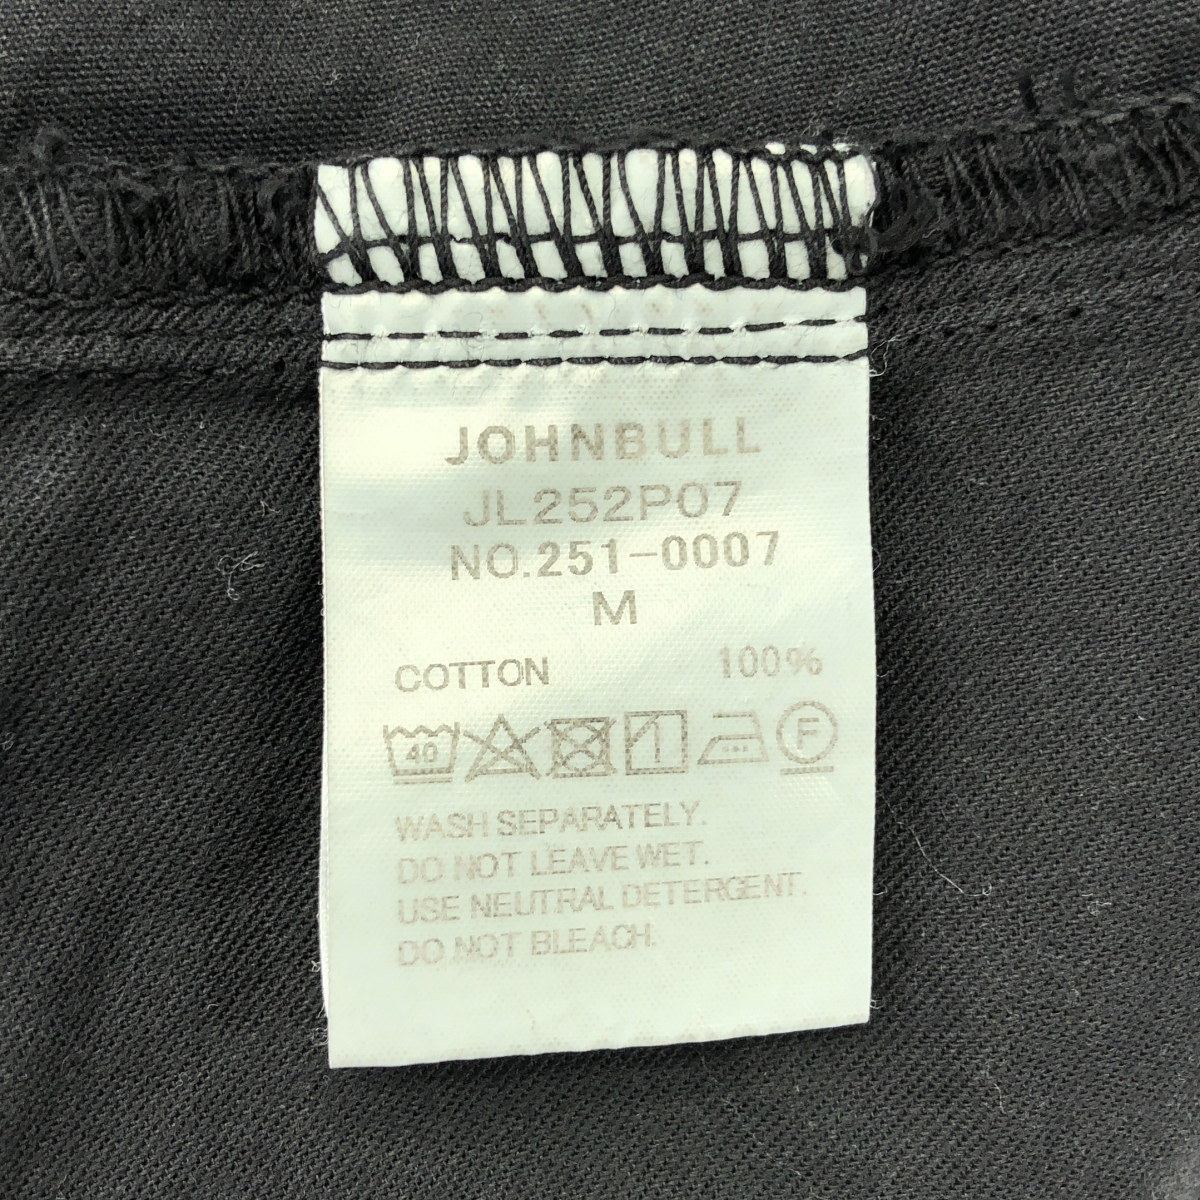 JOHNBULL
JL252P07
NO.251-0007
M
COTTON 100%
40 F
WASH SEPARATELY.
DO NOT LEAVE WET.
USE NEUTRAL DETERGENT.
DO NOT BLEACH.